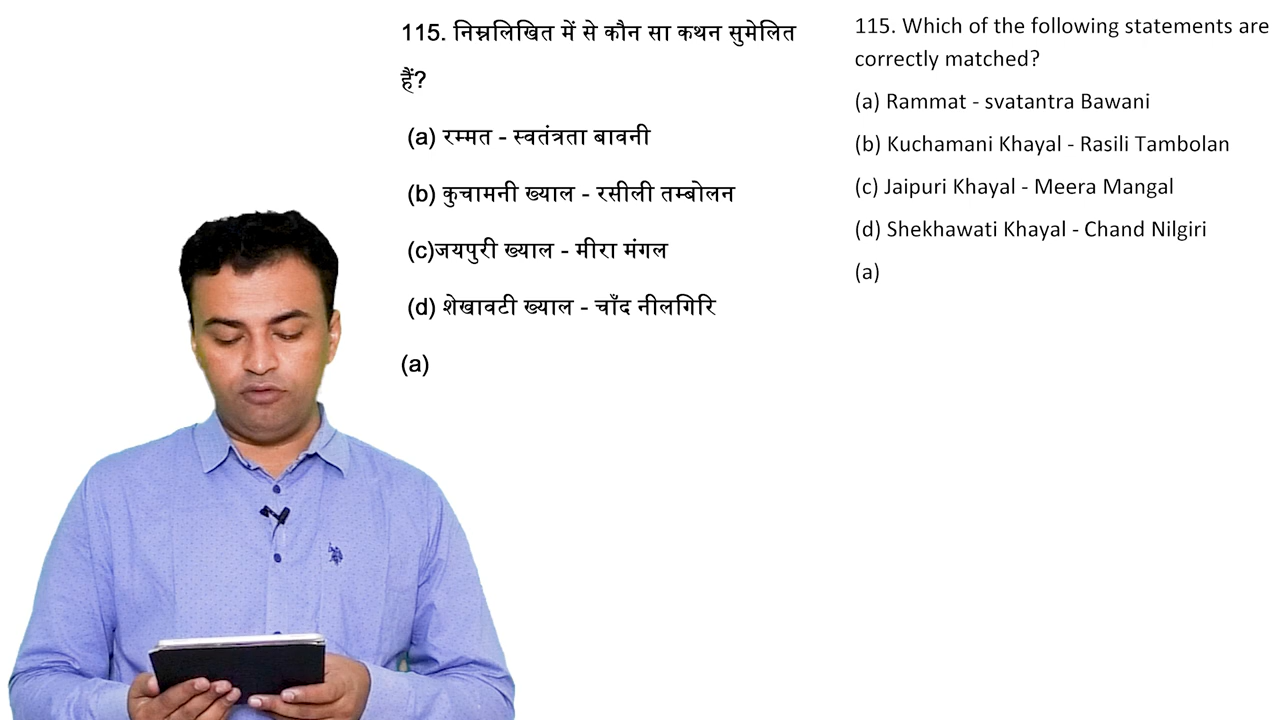 115. निम्नलिखित में से कौन सा कथन सुमेलित
हैं?
(a) रम्मत - स्वतंत्रता बावनी
(b) कुचामनी ख्याल - रसीली तम्बोलन
(c)जयपुरी ख्याल - मीरा मंगल
(d) शेखावटी ख्याल - चाँद नीलगिरि
(a)
115. Which of the following statements are
correctly matched?
(a) Rammat - svatantra Bawani
(b) Kuchamani Khayal - Rasili Tambolan
(c) Jaipuri Khayal - Meera Mangal
(d) Shekhawati Khayal - Chand Nilgiri
(a)